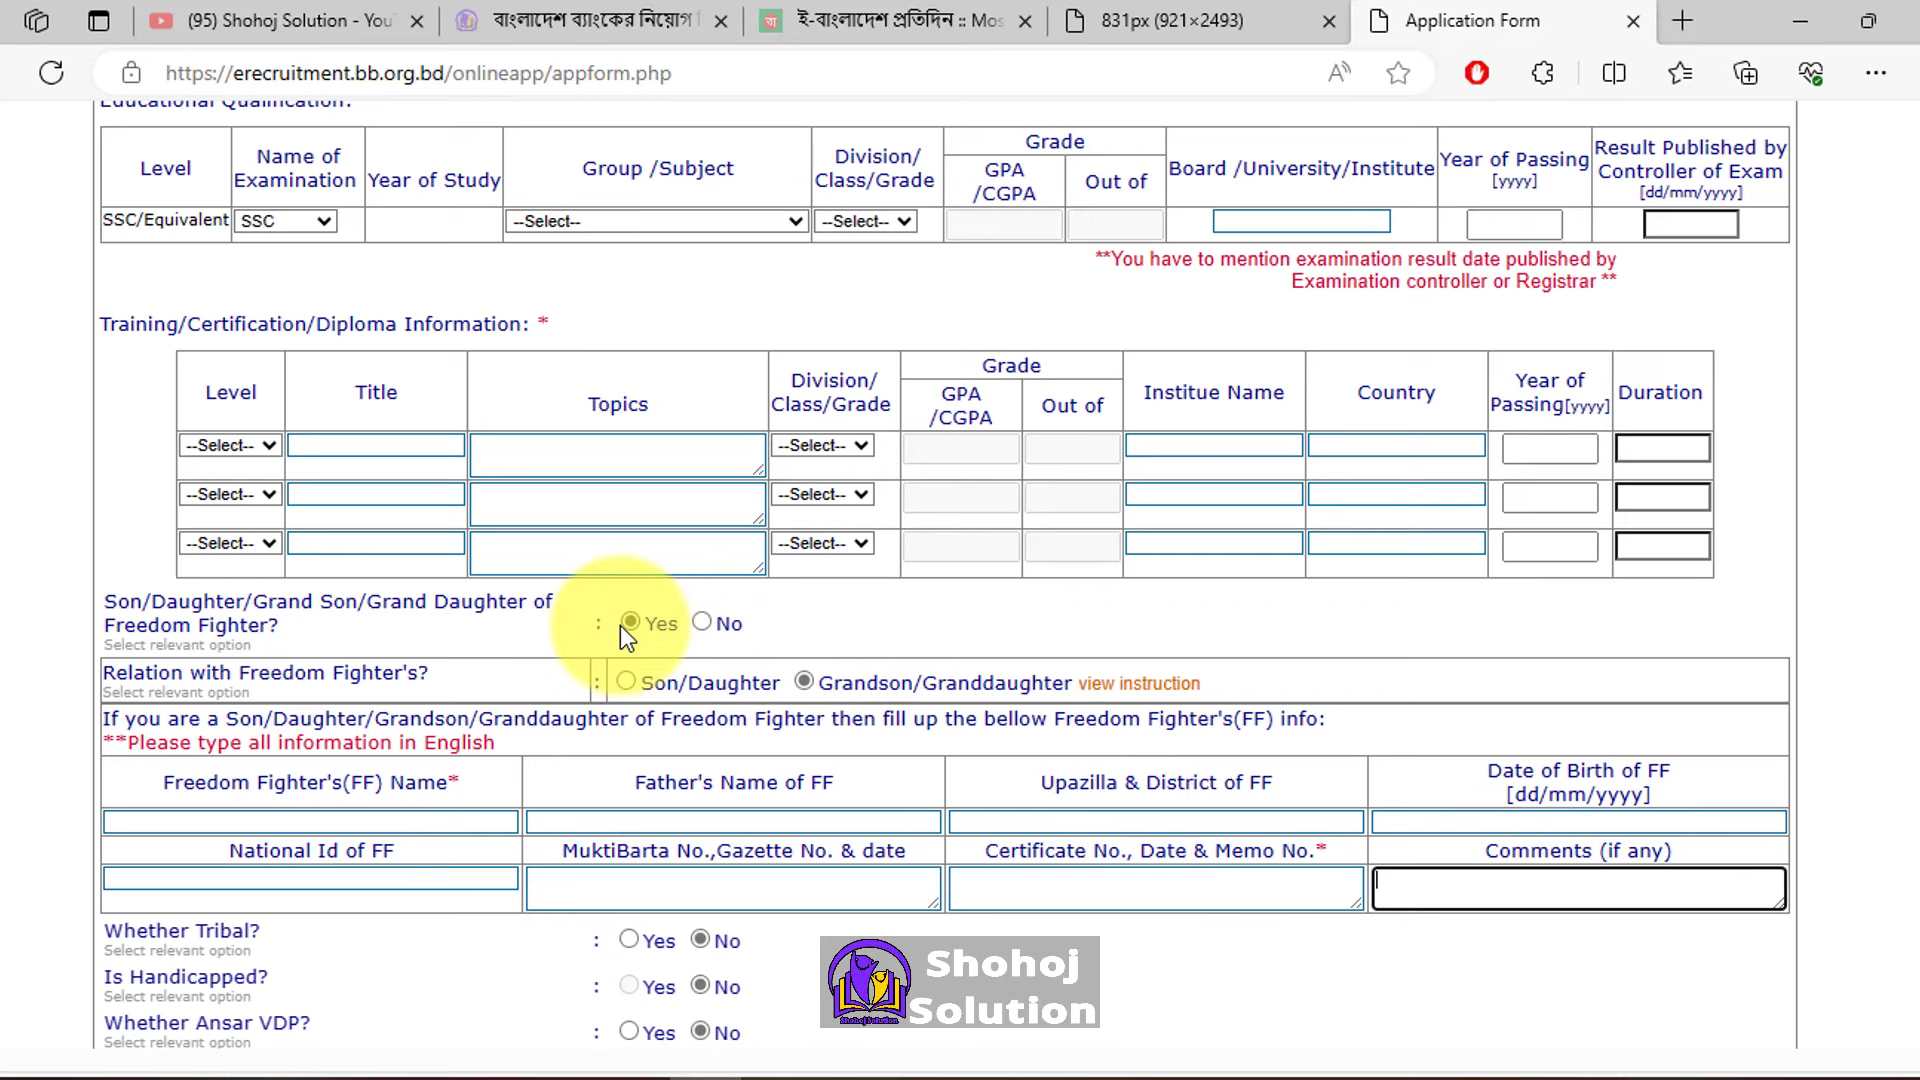 (95) Shohoj Solution - You
বাংলাদেশ ব্যাংকের নিয়োগ
ই-বাংলাদেশ প্রতিদিন :: Mos
831px (921×2493)
Application Form
https://erecruitment.bb.org.bd/onlineapp/appform.php
Educational Qualification:
Level
Name of Examination
Year of Study
Group /Subject
Division/ Class/Grade
Grade
GPA /CGPA
Out of
Board /University/Institute
Year of Passing [yyyy]
Result Published by Controller of Exam [dd/mm/yyyy]
SSC/Equivalent SSC --Select-- --Select--
**You have to mention examination result date published by
Examination controller or Registrar **
Training/Certification/Diploma Information: *
Level
Title
Topics
Division/ Class/Grade
Grade
GPA /CGPA
Out of
Institue Name
Country
Year of Passing[yyyy]
Duration
--Select-- --Select--
--Select-- --Select--
--Select-- --Select--
Son/Daughter/Grand Son/Grand Daughter of
Freedom Fighter? : Yes No
Select relevant option
Relation with Freedom Fighter's? : Son/Daughter Grandson/Granddaughter view instruction
Select relevant option
If you are a Son/Daughter/Grandson/Granddaughter of Freedom Fighter then fill up the bellow Freedom Fighter's(FF) info:
**Please type all information in English
Freedom Fighter's(FF) Name*
Father's Name of FF
Upazilla & District of FF
Date of Birth of FF [dd/mm/yyyy]
National Id of FF
MuktiBarta No.,Gazette No. & date
Certificate No., Date & Memo No.*
Comments (if any)
Whether Tribal? : Yes No
Select relevant option
Is Handicapped? : Yes No
Select relevant option
Whether Ansar VDP? : Yes No
Select relevant option
Shohoj
Solution
Shohoj Solution